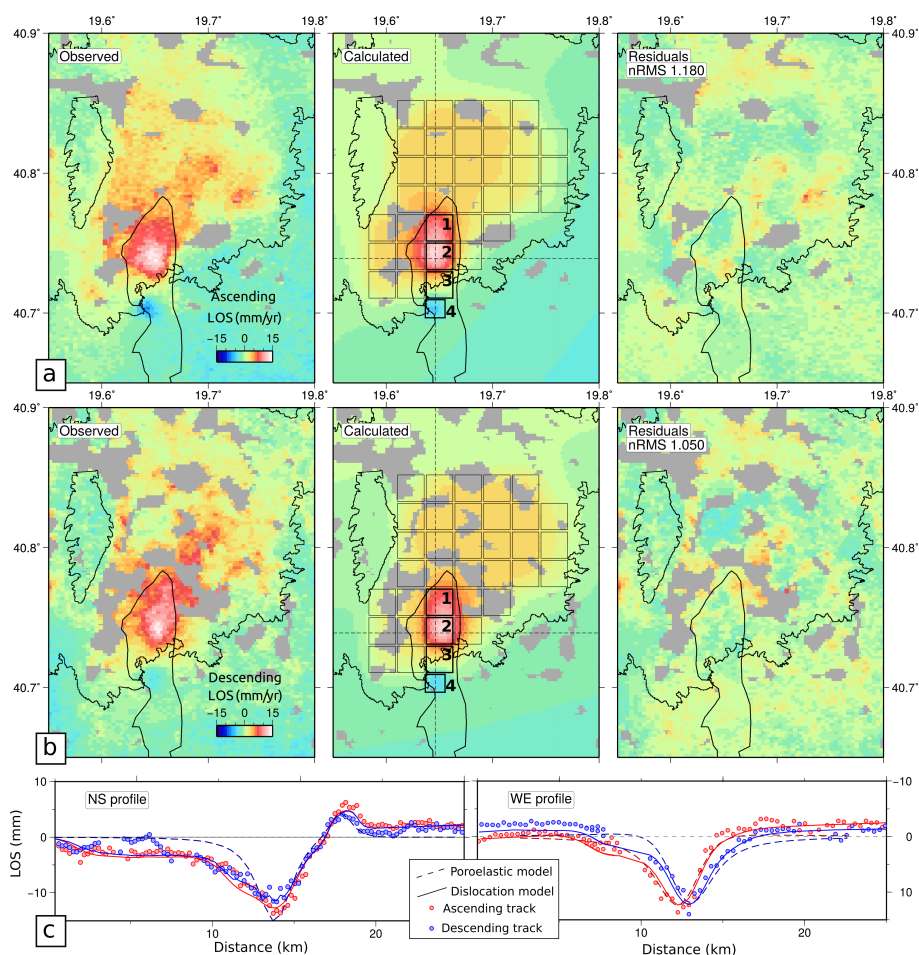 19.6˚ 19.7˚ 19.8˚ 19.6˚ 19.7˚ 19.8˚ 19.6˚ 19.7˚ 19.8˚
40.9˚ 40.9˚
Observed Calculated Residuals
nRMS 1.180
40.8˚ 40.8˚
1
2
3
4
Ascending
LOS (mm/yr)
−15 0 15
40.7˚ 40.7˚
a
19.6˚ 19.7˚ 19.6˚ 19.7˚ 19.8˚ 19.6˚ 19.7˚ 19.8˚
40.9˚ 40.9˚
Observed Calculated Residuals
nRMS 1.050
40.8˚ 40.8˚
1
2
3
4
Descending
LOS (mm/yr)
−15 0 15
40.7˚ 40.7˚
b
10 −10
NS profile WE profile
0 0
LOS (mm)
−10 10
Poroelastic model
Dislocation model
Ascending track
Descending track
c
10 20 10 20
Distance (km) Distance (km)